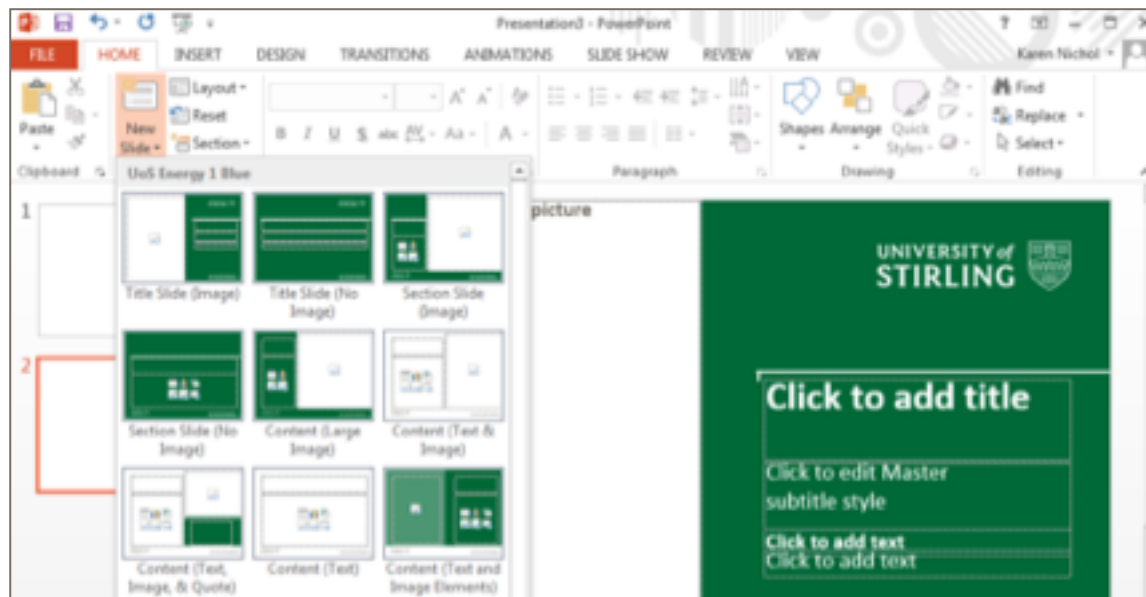 Presentation3 - PowerPoint
?
FILE HOME INSERT DESIGN TRANSITIONS ANIMATIONS SLIDE SHOW REVIEW VIEW Karen Nichol
Paste New Slide Layout Reset Section
B I U S abc AV Aa A
Shapes Arrange Quick Styles
Find
Replace
Select
Clipboard Paragraph Drawing Editing
UoS Energy 1 Blue
Title Slide (Image)
Title Slide (No
Image)
Section Slide
(Image)
Section Slide (No
Image)
Content (Large
Image)
Content (Text &
Image)
Content (Text,
Image, & Quote)
Content (Text)
Content (Text and
Image Elements)
1
2
picture
UNIVERSITY of
STIRLING
Click to add title
Click to edit Master
subtitle style
Click to add text
Click to add text